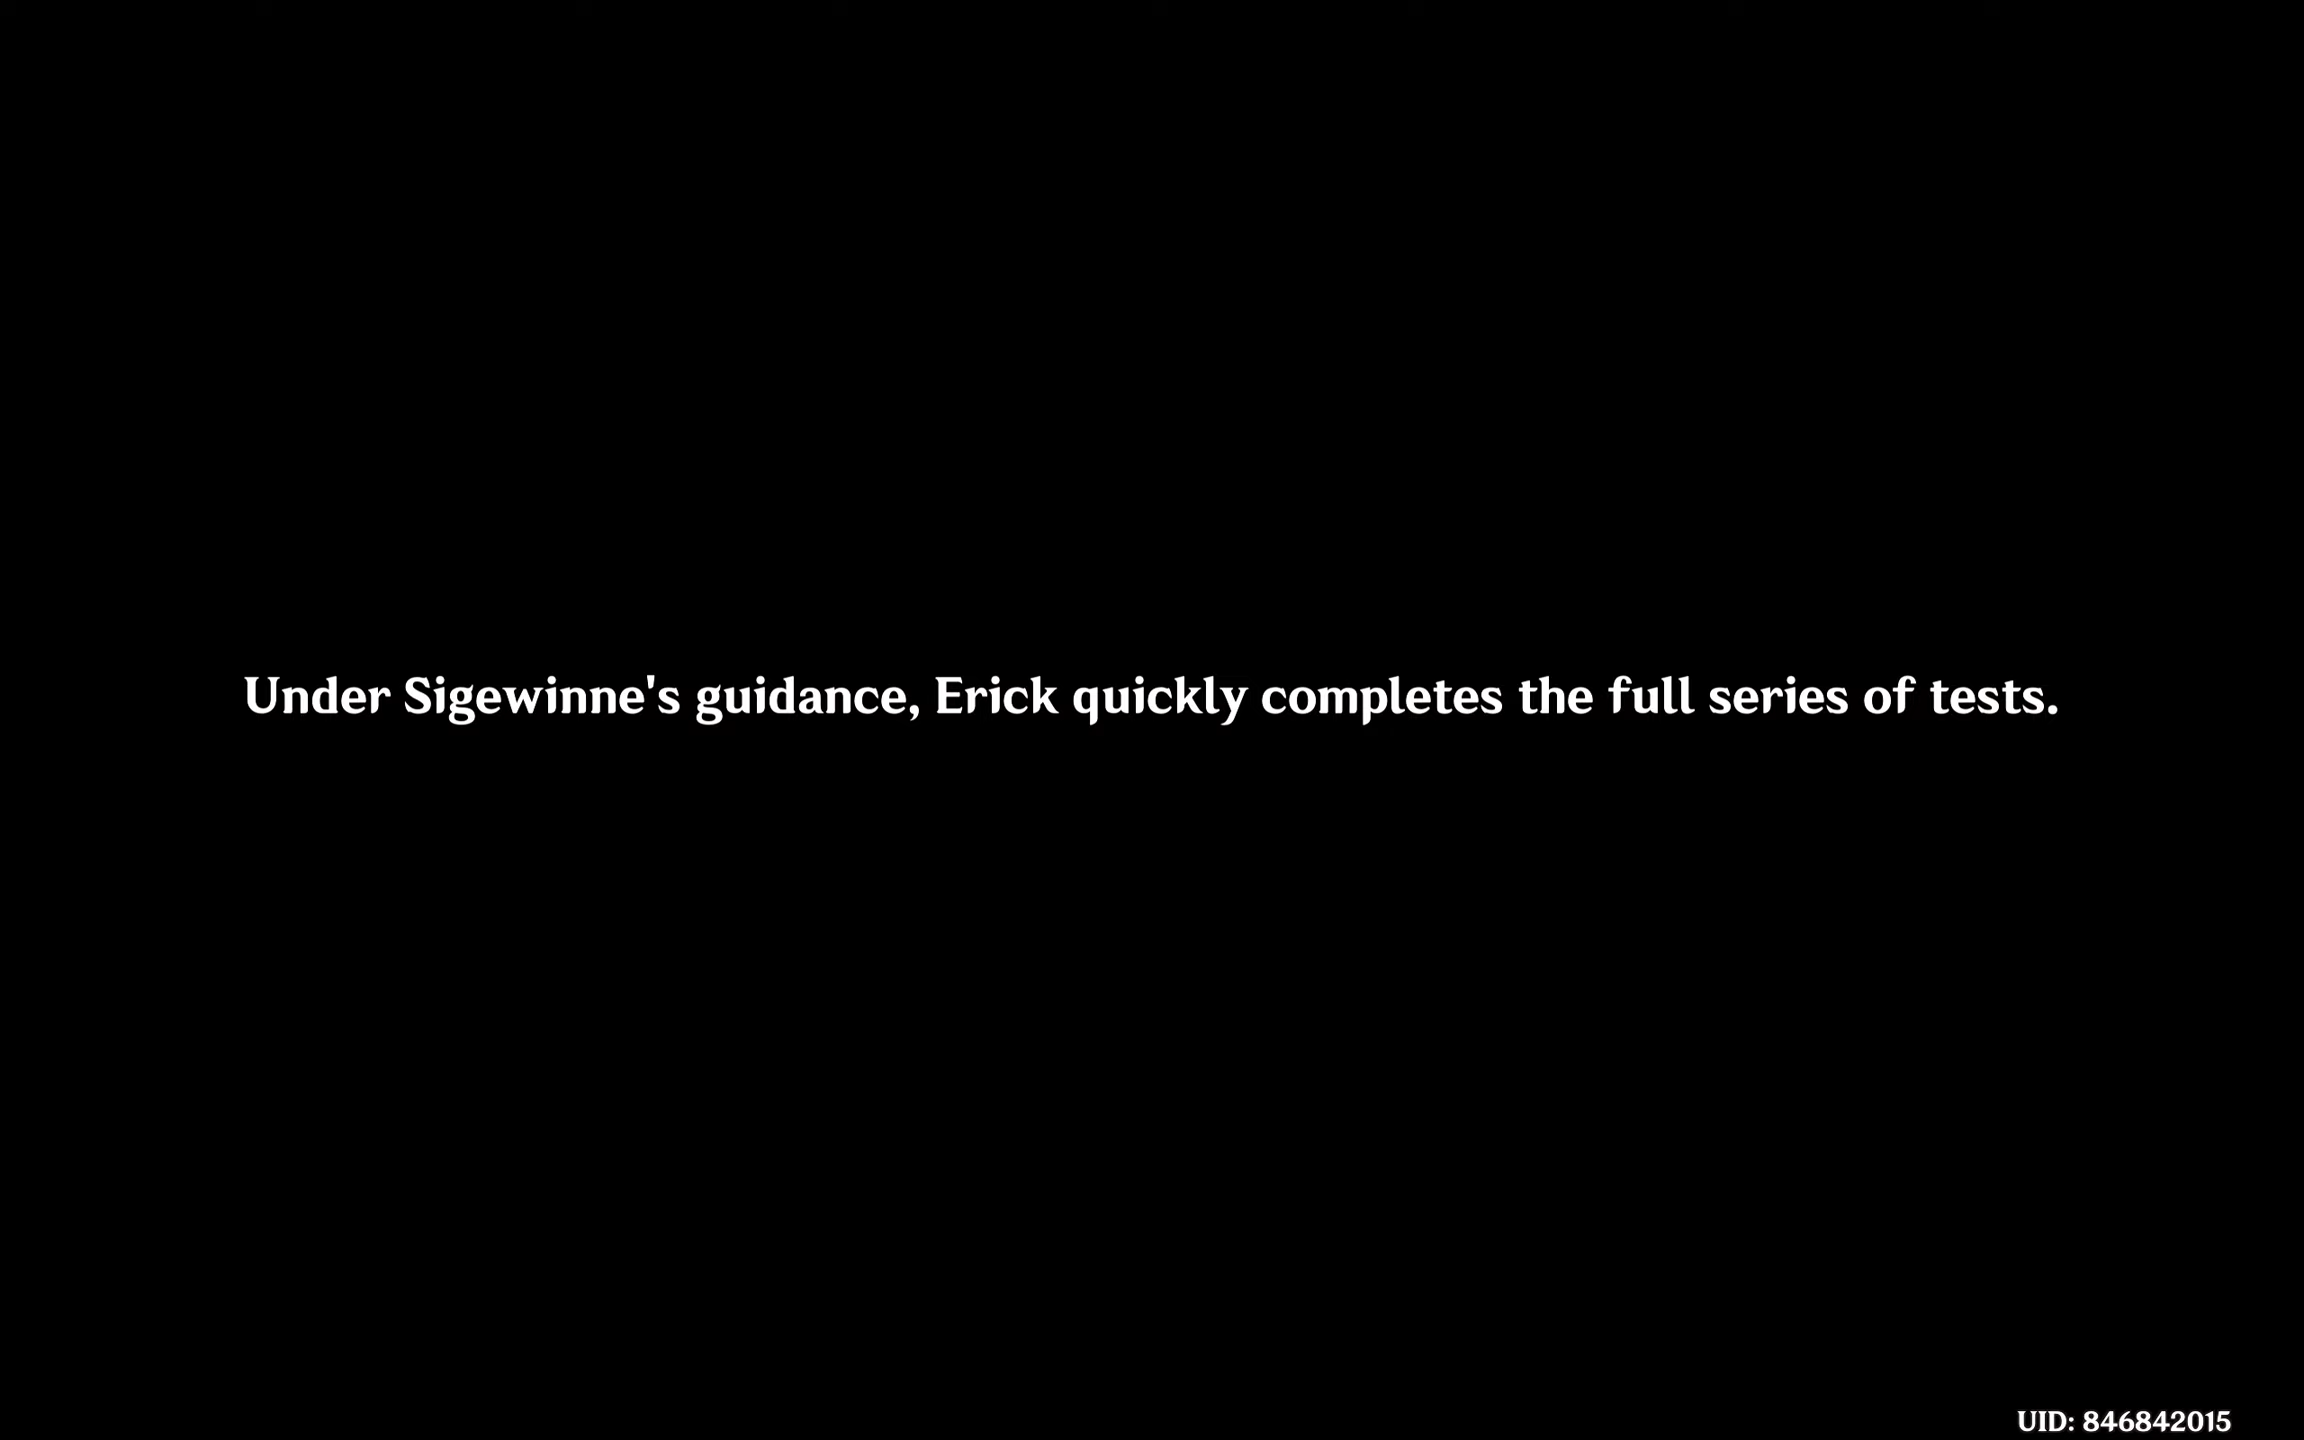 Under Sigewinne's guidance, Erick quickly completes the full series of tests.
UID: 846842015